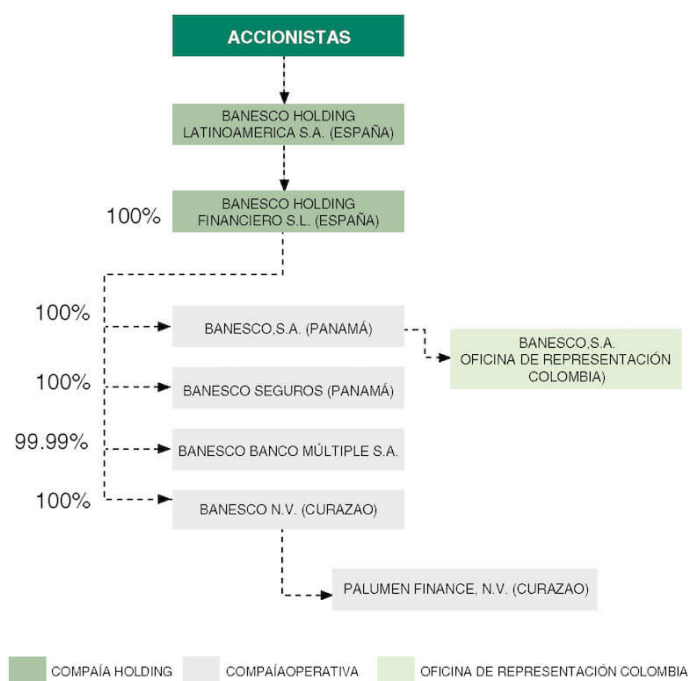 ACCIONISTAS
BANESCO HOLDING
LATINOAMERICA S.A. (ESPAÑA)
100%
BANESCO HOLDING
FINANCIERO S.L. (ESPAÑA)
100%
BANESCO,S.A. (PANAMÁ)
BANESCO,S.A.
OFICINA DE REPRESENTACIÓN
COLOMBIA)
100%
BANESCO SEGUROS (PANAMÁ)
99.99%
BANESCO BANCO MÚLTIPLE S.A.
100%
BANESCO N.V. (CURAZAO)
PALUMEN FINANCE, N.V. (CURAZAO)
COMPAÍA HOLDING
COMPAÍAOPERATIVA
OFICINA DE REPRESENTACIÓN COLOMBIA